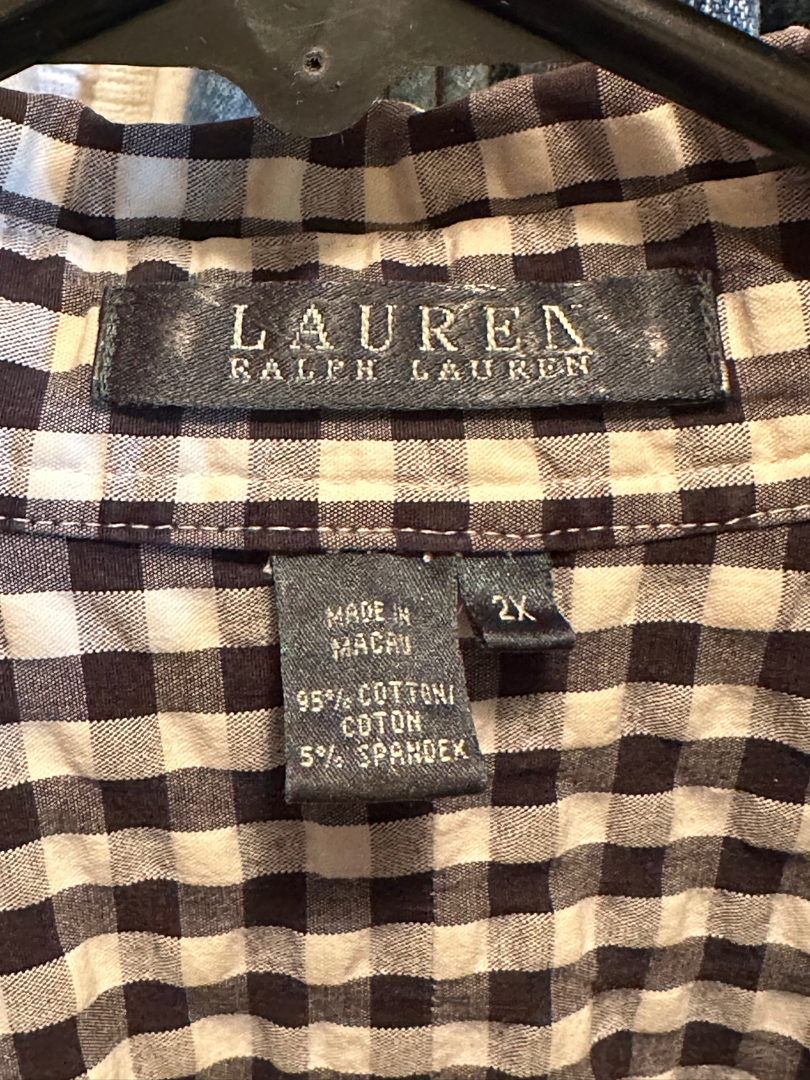 LAUREN
RALPH LAUREN
MADE IN
MACAU
2X
95% COTTON/
COTON
5% SPANDEX